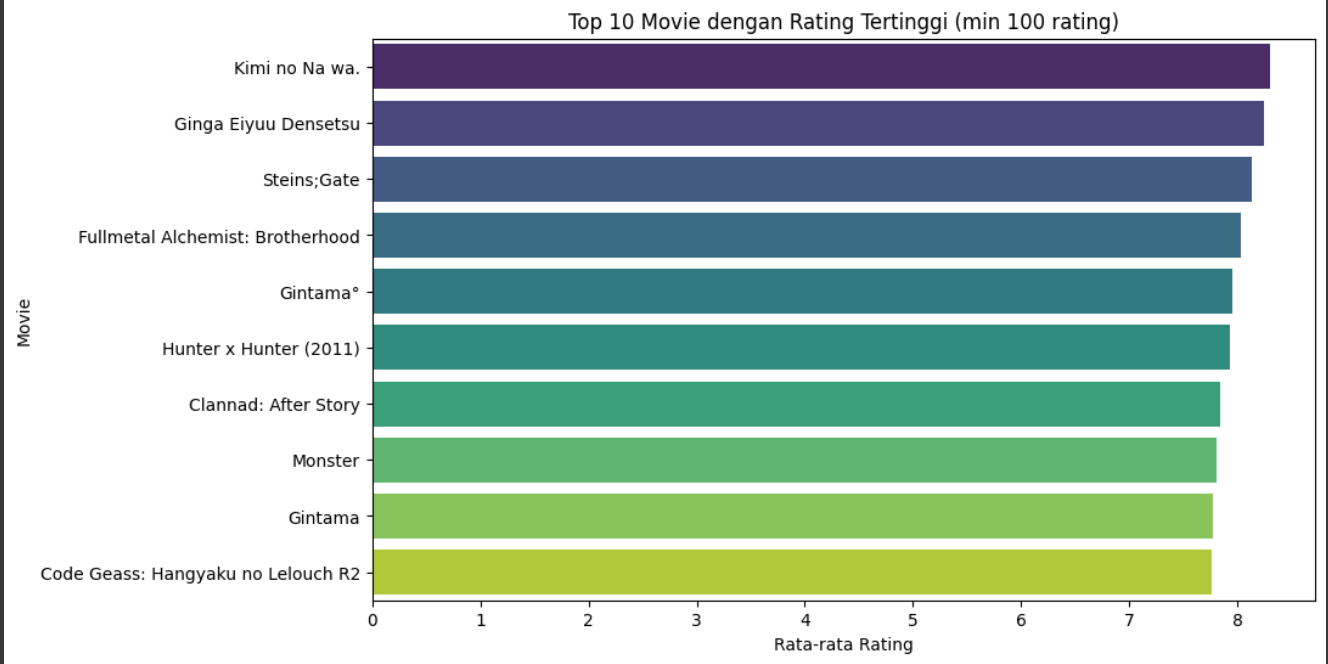 Top 10 Movie dengan Rating Tertinggi (min 100 rating)
Movie
Kimi no Na wa.
Ginga Eiyuu Densetsu
Steins;Gate
Fullmetal Alchemist: Brotherhood
Gintama°
Hunter x Hunter (2011)
Clannad: After Story
Monster
Gintama
Code Geass: Hangyaku no Lelouch R2
0 1 2 3 4 5 6 7 8
Rata-rata Rating